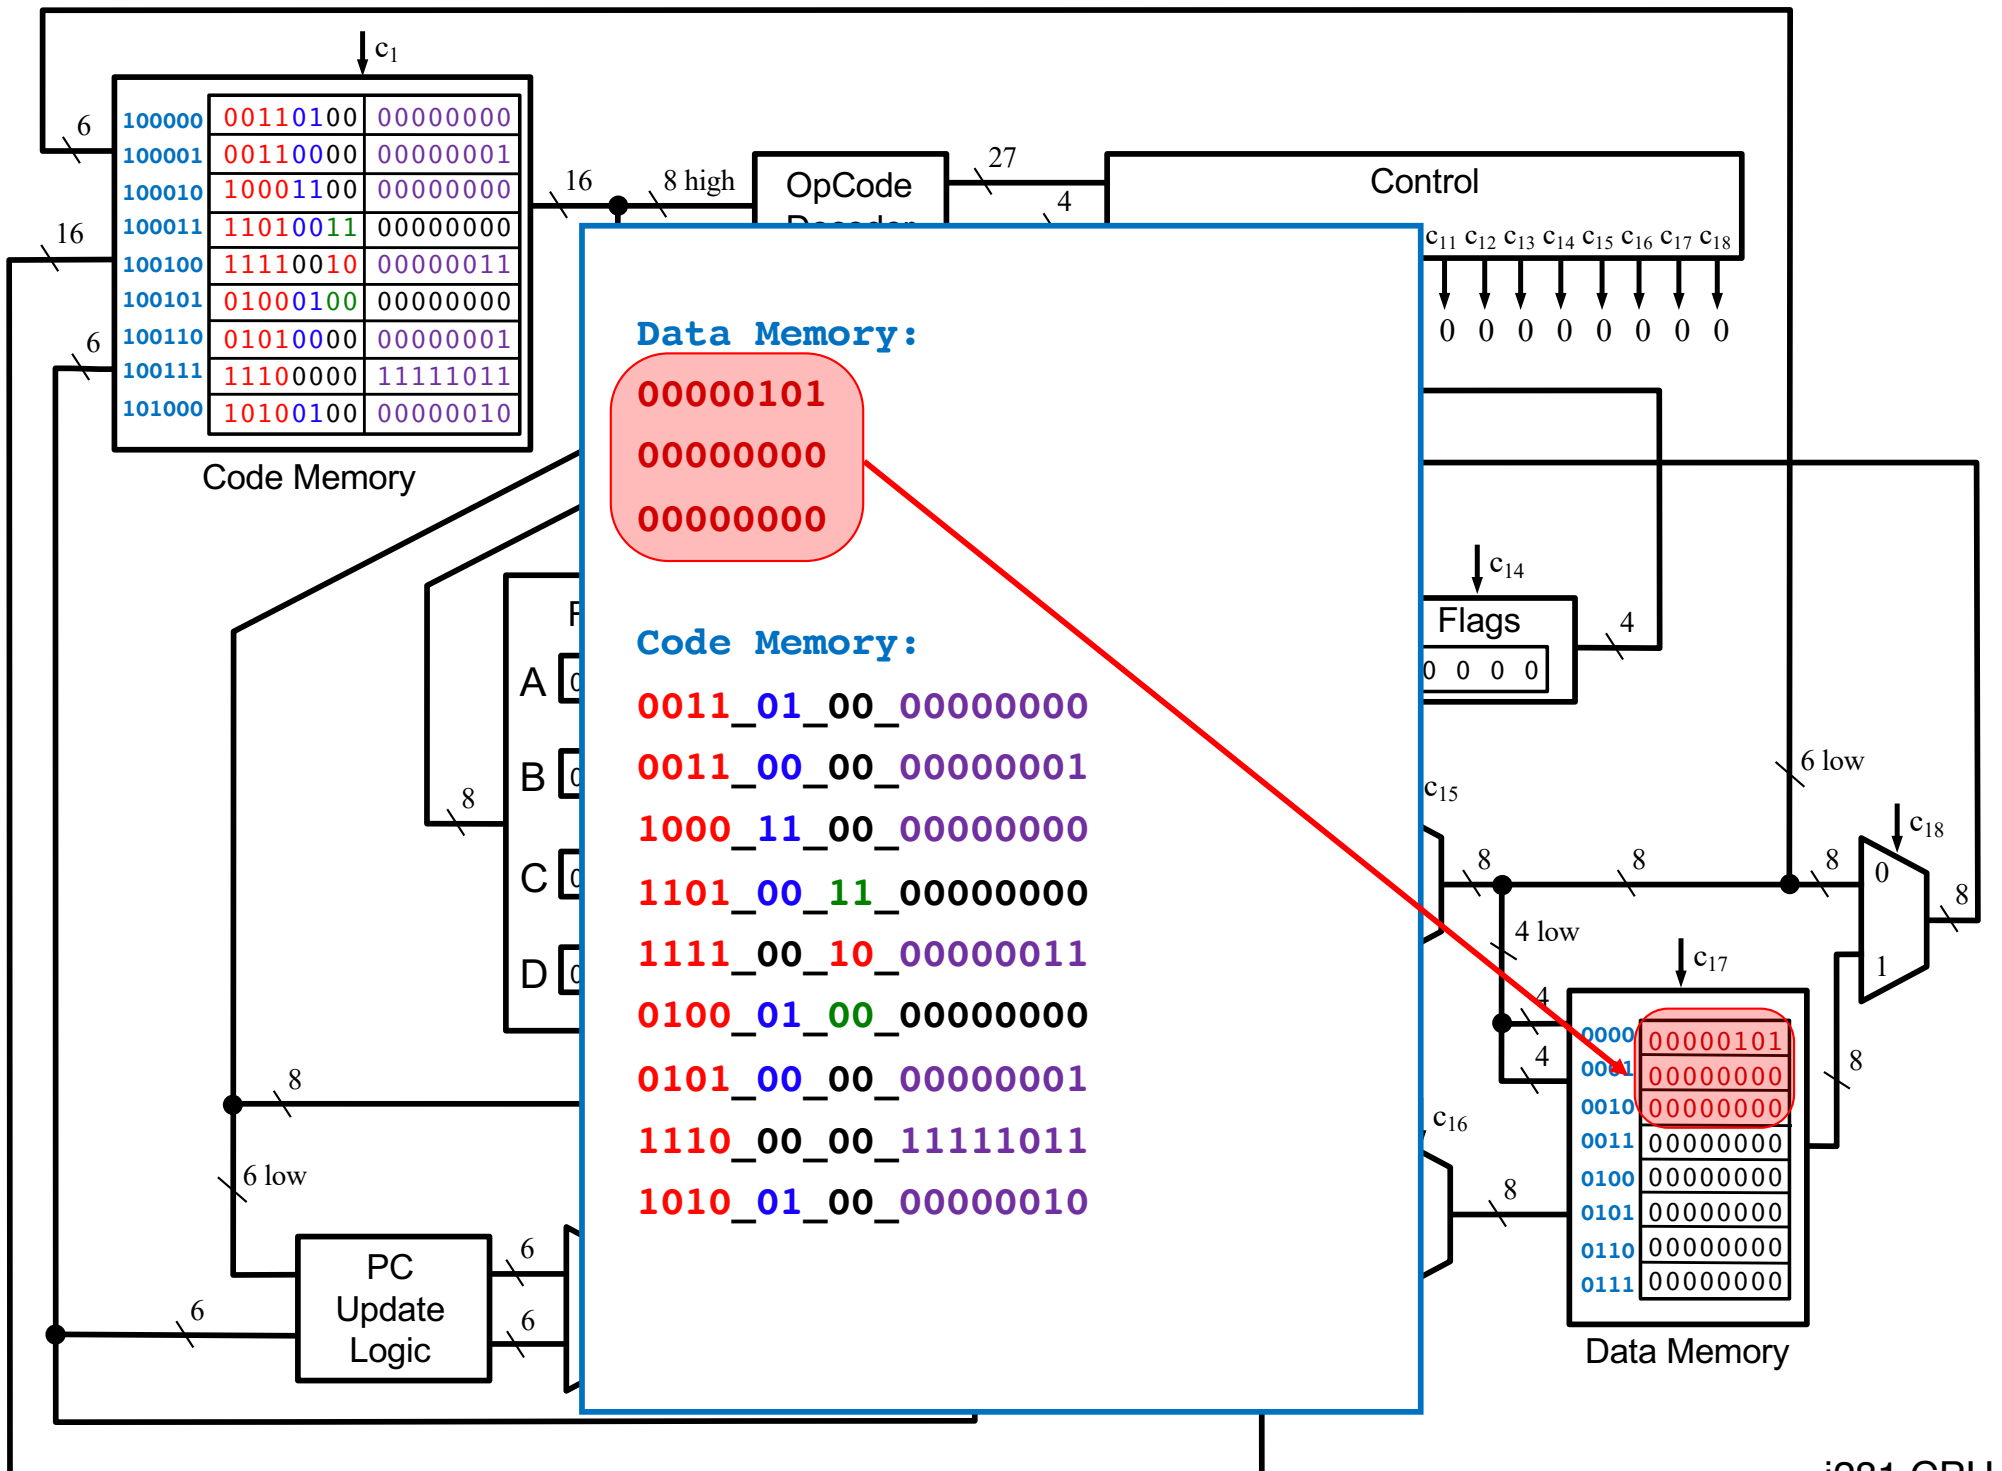 c1
100000 00110100 00000000
100001 00110000 00000001
100010 10001100 00000000
100011 11010011 00000000
100100 11110010 00000011
100101 01000100 00000000
100110 01010000 00000001
100111 11100000 11111011
101000 10100100 00000010
Code Memory
6
16
6
16
8 high
OpCode
27
4
Control
c11 c12 c13 c14 c15 c16 c17 c18
0 0 0 0 0 0 0 0
Data Memory:
00000101
00000000
00000000
Code Memory:
0011_01_00_00000000
0011_00_00_00000001
1000_11_00_00000000
1101_00_11_00000000
1111_00_10_00000011
0100_01_00_00000000
0101_00_00_00000001
1110_00_00_11111011
1010_01_00_00000010
A
B
C
D
8
8
6 low
PC
Update
Logic
6
6
6
c14
Flags
0 0 0 0
4
6 low
c15
8
8
8
c18
0
1
8
4 low
4
4
c17
8
c16
8
0000 00000101
0001 00000000
0010 00000000
0011 00000000
0100 00000000
0101 00000000
0110 00000000
0111 00000000
Data Memory